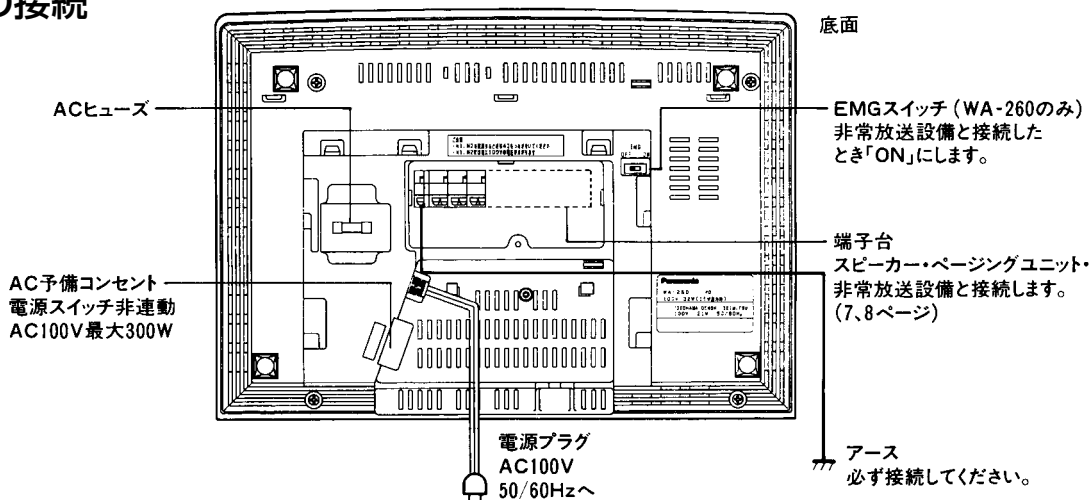 接続
底面
ACヒューズ
EMGスイッチ(WA-260のみ)
非常放送設備と接続した
とき「ON」にします。
EMG
OFF ON
端子台
スピーカー・ページングユニット・
非常放送設備と接続します。
(7、8ページ)
AC予備コンセント
電源スイッチ非連動
AC100V最大300W
Panasonic
電源プラグ
AC100V
50/60Hzへ
アース
必ず接続してください。